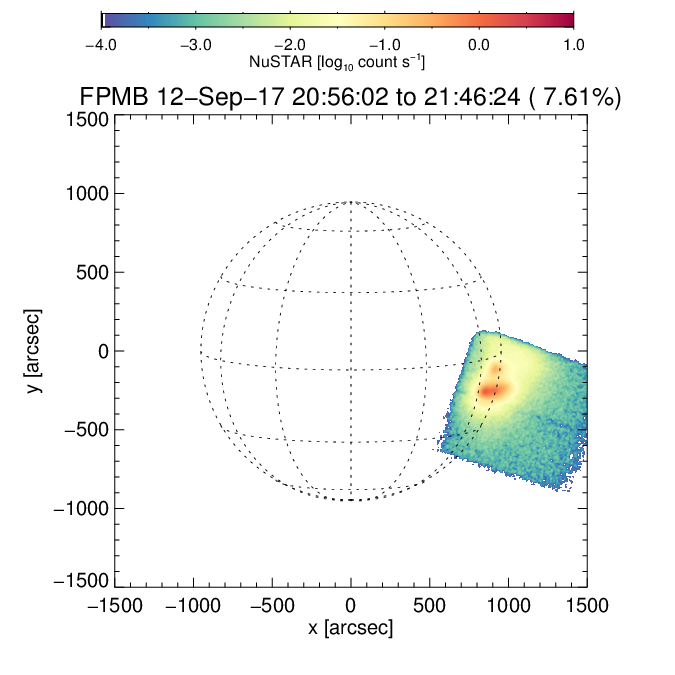 −4.0 −3.0 −2.0 −1.0 0.0 1.0
NuSTAR [log₁₀ count s⁻¹]
FPMB 12−Sep−17 20:56:02 to 21:46:24 ( 7.61%)
1500
1000
500
0
−500
−1000
−1500
y [arcsec]
−1500 −1000 −500 0 500 1000 1500
x [arcsec]